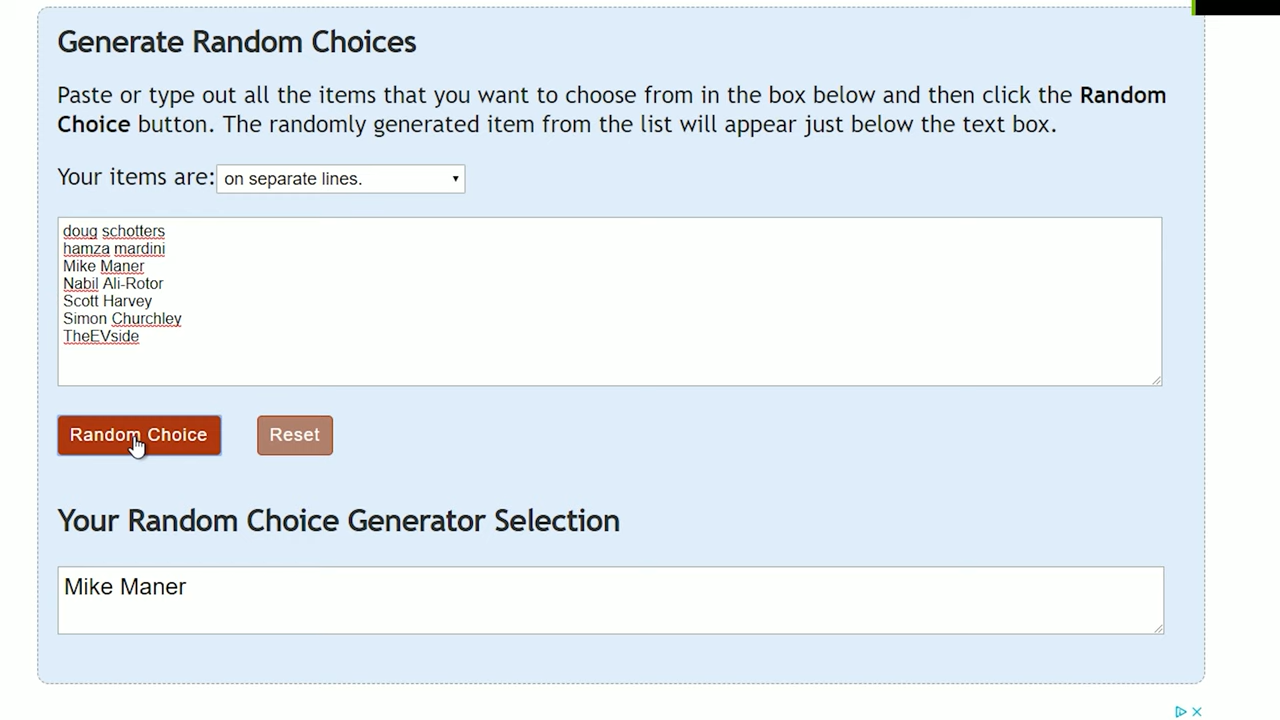 Generate Random Choices
Paste or type out all the items that you want to choose from in the box below and then click the Random
Choice button. The randomly generated item from the list will appear just below the text box.
Your items are: on separate lines.
doug schotters
hamza mardini
Mike Maner
Nabil Ali-Rotor
Scott Harvey
Simon Churchley
TheEVside
Random Choice Reset
Your Random Choice Generator Selection
Mike Maner